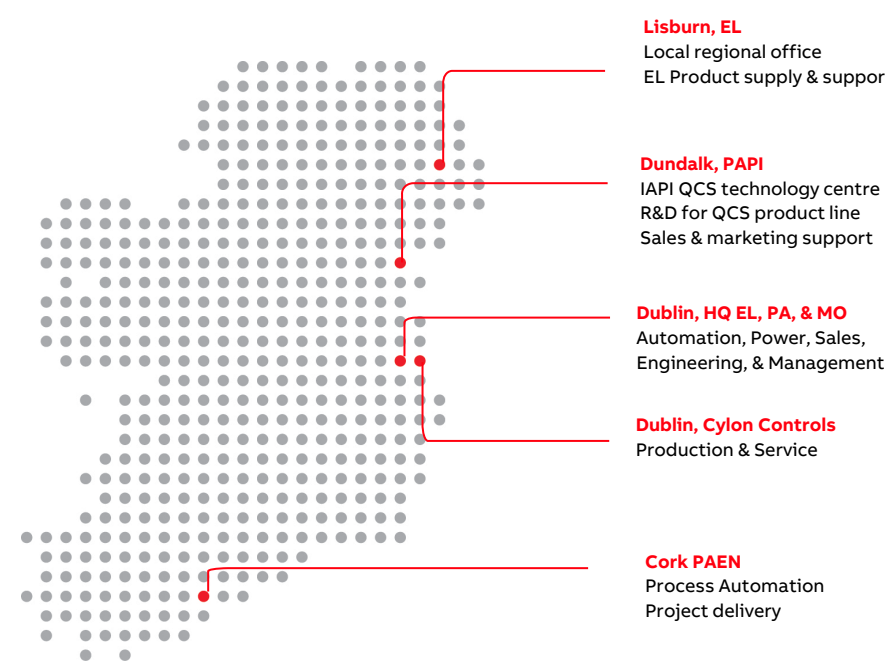 Lisburn, EL
Local regional office
EL Product supply & suppor
Dundalk, PAPI
IAPI QCS technology centre
R&D for QCS product line
Sales & marketing support
Dublin, HQ EL, PA, & MO
Automation, Power, Sales,
Engineering, & Management
Dublin, Cylon Controls
Production & Service
Cork PAEN
Process Automation
Project delivery